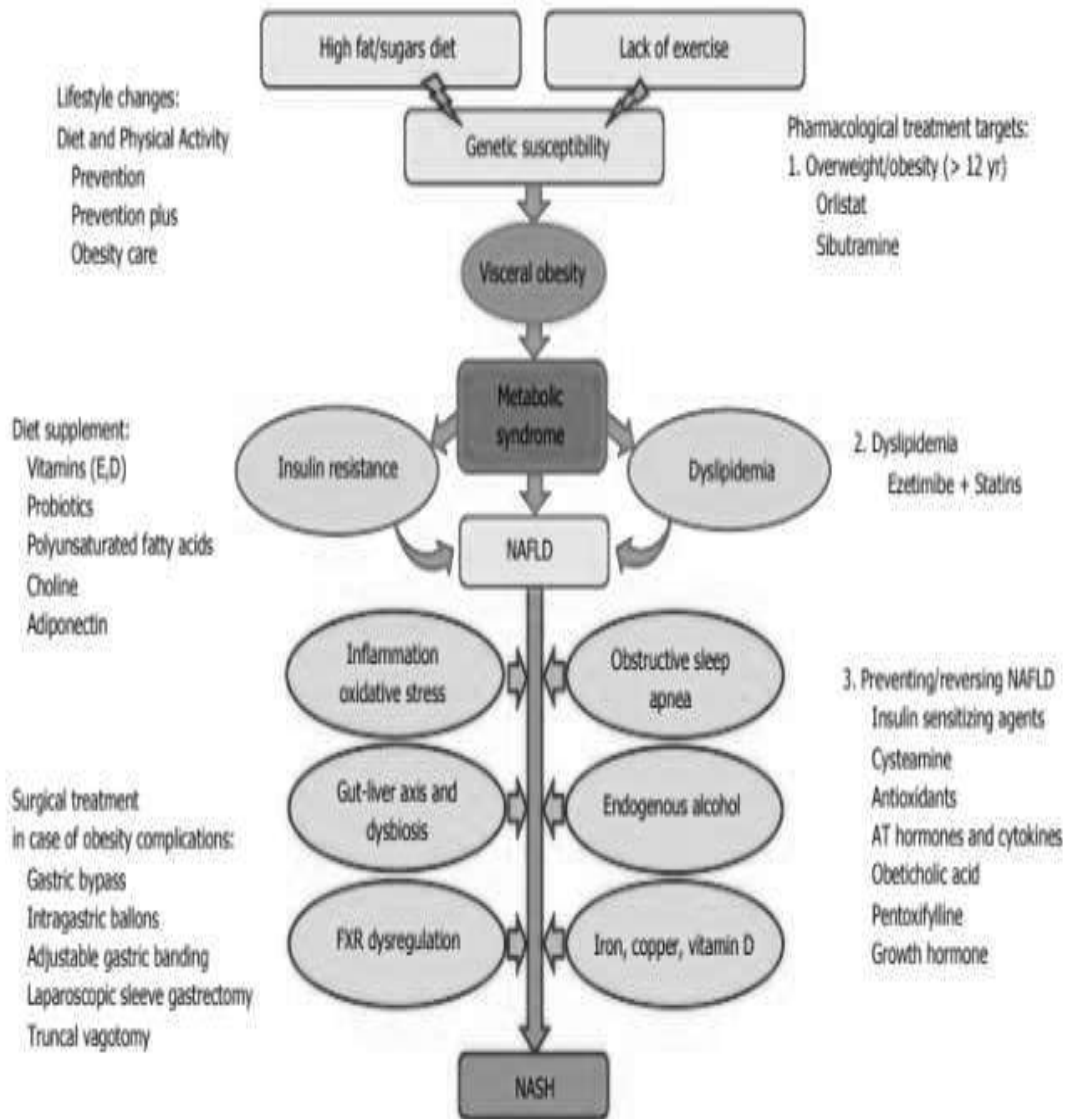 High fat/sugars diet
Lack of exercise
Lifestyle changes:
Diet and Physical Activity
Prevention
Prevention plus
Obesity care
Genetic susceptibility
Pharmacological treatment targets:
1. Overweight/obesity (> 12 yr)
Orlistat
Sibutramine
Visceral obesity
Metabolic
syndrome
Diet supplement:
Vitamins (E,D)
Probiotics
Polyunsaturated fatty acids
Choline
Adiponectin
Insulin resistance
Dyslipidemia
2. Dyslipidemia
Ezetimibe + Statins
NAFLD
Inflammation
oxidative stress
Obstructive sleep
apnea
3. Preventing/reversing NAFLD
Insulin sensitizing agents
Cysteamine
Antioxidants
AT hormones and cytokines
Obeticholic acid
Pentoxifylline
Growth hormone
Gut-liver axis and
dysbiosis
Endogenous alcohol
Surgical treatment
in case of obesity complications:
Gastric bypass
Intragastric ballons
Adjustable gastric banding
Laparoscopic sleeve gastrectomy
Truncal vagotomy
FXR dysregulation
Iron, copper, vitamin D
NASH